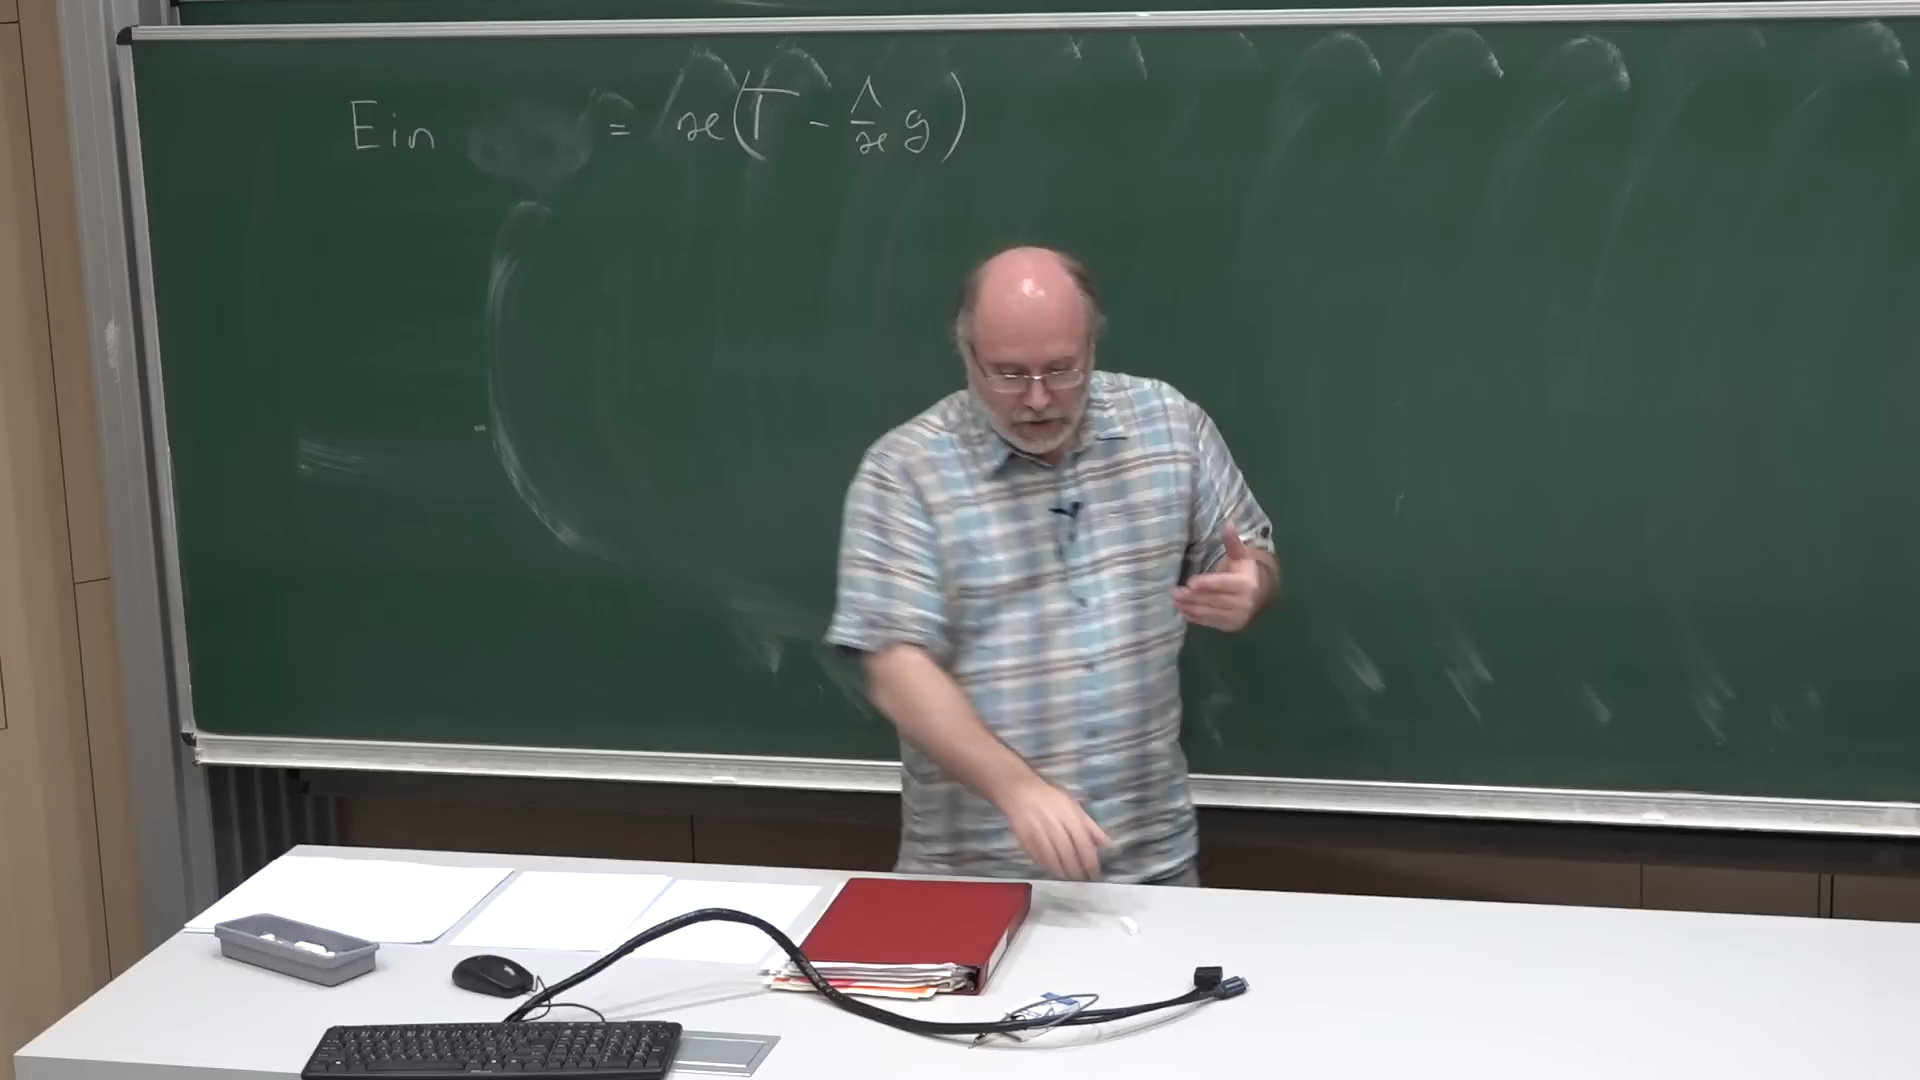 Ein = ϰ(T - Λ/ϰ g)